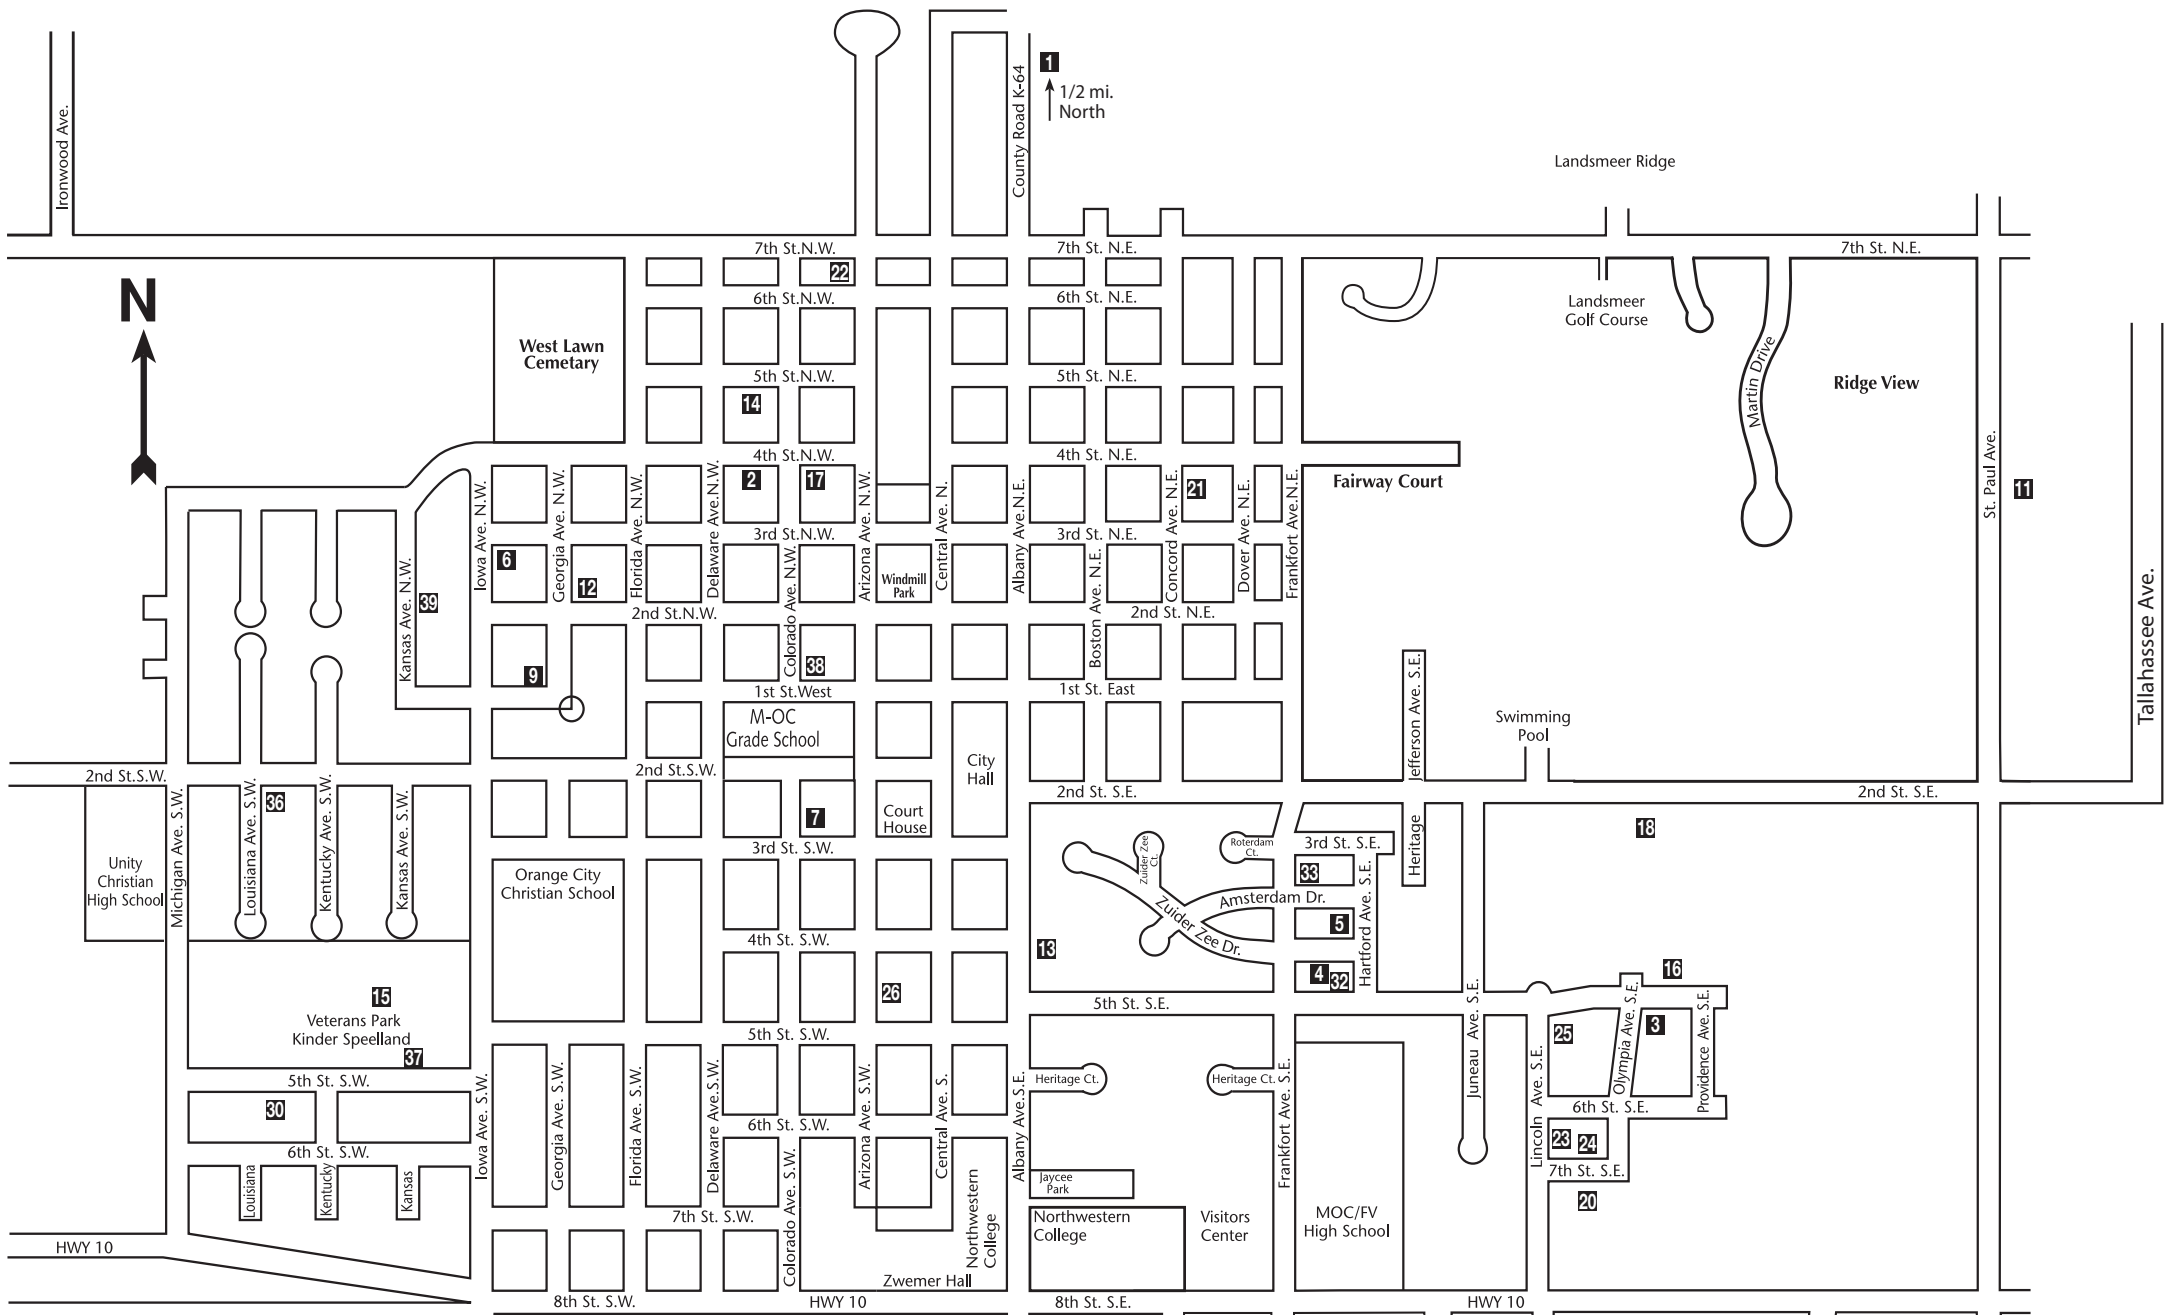 1
1/2 mi.
North
Ironwood Ave.
County Road K-64
Landsmeer Ridge
7th St.N.W.
7th St. N.E.
7th St. N.E.
22
N
6th St.N.W.
6th St. N.E.
Landsmeer
Golf Course
West Lawn
Cemetary
Martin Drive
5th St.N.W.
5th St. N.E.
Ridge View
14
4th St.N.W.
4th St. N.E.
Fairway Court
2
17
21
11
St. Paul Ave.
Iowa Ave. N.W.
Georgia Ave. N.W.
Florida Ave. N.W.
Delaware Ave.N.W.
Colorado Ave. N.W.
Arizona Ave. N.W.
Central Ave. N.
Albany Ave.N.E.
Boston Ave. N.E.
Concord Ave. N.E.
Dover Ave. N.E.
Frankfort Ave.N.E.
3rd St.N.W.
3rd St. N.E.
6
12
Windmill
Park
39
Kansas Ave. N.W.
2nd St.N.W.
2nd St. N.E.
Tallahassee Ave.
9
38
1st St.West
1st St. East
Jefferson Ave. S.E.
Swimming
Pool
M-OC
Grade School
City
Hall
2nd St.S.W.
2nd St.S.W.
2nd St. S.E.
2nd St. S.E.
36
7
Court
House
18
Michigan Ave. S.W.
Louisiana Ave. S.W.
Kentucky Ave. S.W.
Kansas Ave. S.W.
3rd St. S.W.
Zuider Zee
Ct.
Roterdam
Ct.
3rd St. S.E.
Heritage
Unity
Christian
High School
Orange City
Christian School
33
Amsterdam Dr.
Zuider Zee Dr.
5
Hartford Ave. S.E.
4th St. S.W.
13
4
32
16
15
26
Veterans Park
Kinder Speelland
37
5th St. S.E.
5th St. S.W.
25
3
Juneau Ave. S.E.
Lincoln Ave. S.E.
Olympia Ave. S.E.
Providence Ave. S.E.
5th St. S.W.
Heritage Ct.
Heritage Ct.
30
6th St. S.E.
6th St. S.W.
6th St. S.W.
23
24
Iowa Ave. S.W.
Georgia Ave. S.W.
Florida Ave. S.W.
Delaware Ave.S.W.
Colorado Ave. S.W.
Arizona Ave. S.W.
Central Ave. S.
Albany Ave.S.E.
Frankfort Ave. S.E.
Louisiana
Kentucky
Kansas
Jaycee
Park
7th St. S.E.
20
7th St. S.W.
Northwestern
College
Northwestern
College
Visitors
Center
MOC/FV
High School
HWY 10
Zwemer Hall
8th St. S.W.
HWY 10
8th St. S.E.
HWY 10